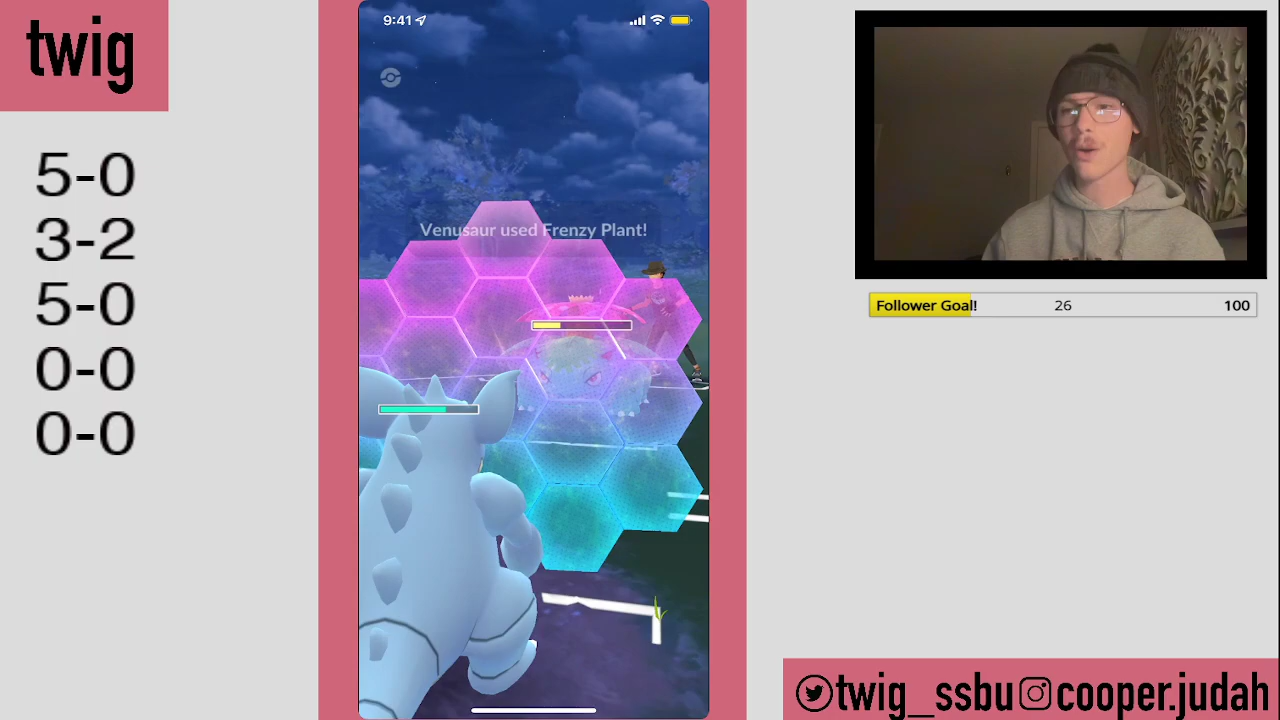 twig
5-0
3-2
5-0
0-0
0-0
9:41
Venusaur used Frenzy Plant!
Follower Goal! 26 100
twig_ssbu cooper.judah